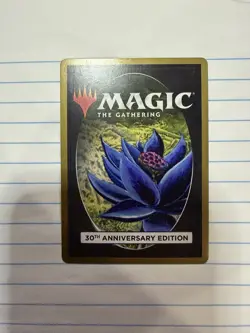 MAGIC
THE GATHERING
30TH ANNIVERSARY EDITION